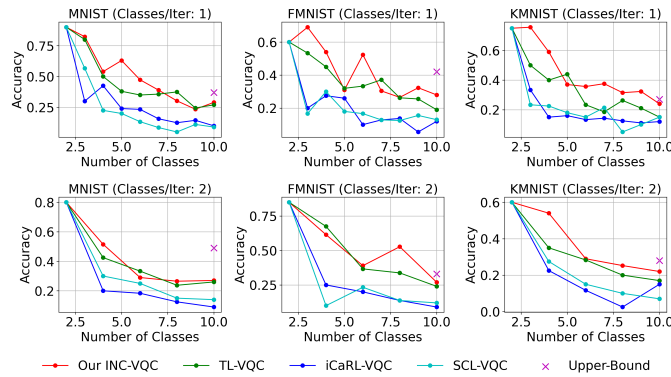 MNIST (Classes/Iter: 1)
Accuracy
0.75
0.50
0.25
2.5 5.0 7.5 10.0
Number of Classes
FMNIST (Classes/Iter: 1)
Accuracy
0.6
0.4
0.2
2.5 5.0 7.5 10.0
Number of Classes
KMNIST (Classes/Iter: 1)
Accuracy
0.6
0.4
0.2
2.5 5.0 7.5 10.0
Number of Classes
MNIST (Classes/Iter: 2)
Accuracy
0.8
0.6
0.4
0.2
2.5 5.0 7.5 10.0
Number of Classes
FMNIST (Classes/Iter: 2)
Accuracy
0.75
0.50
0.25
2.5 5.0 7.5 10.0
Number of Classes
KMNIST (Classes/Iter: 2)
Accuracy
0.6
0.4
0.2
0.0
2.5 5.0 7.5 10.0
Number of Classes
Our INC-VQC TL-VQC iCaRL-VQC SCL-VQC Upper-Bound